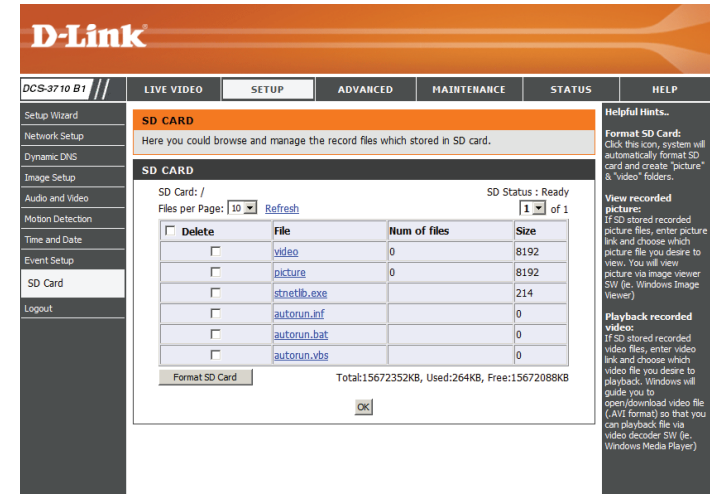 D-Link
DCS-3710 B1 //
LIVE VIDEO SETUP ADVANCED MAINTENANCE STATUS HELP
Setup Wizard
Network Setup
Dynamic DNS
Image Setup
Audio and Video
Motion Detection
Time and Date
Event Setup
SD Card
Logout
SD CARD
Here you could browse and manage the record files which stored in SD card.
SD CARD
SD Card: / SD Status : Ready
Files per Page: 10 Refresh 1 of 1
Delete File Num of files Size
video 0 8192
picture 0 8192
stnetlib.exe 214
autorun.inf 0
autorun.bat 0
autorun.vbs 0
Format SD Card Total:15672352KB, Used:264KB, Free:15672088KB
OK
Helpful Hints..
Format SD Card:
Click this icon, system will
automatically format SD
card and create "picture"
& "video" folders.
View recorded
picture:
If SD stored recorded
picture files, enter picture
link and choose which
picture file you desire to
view. You will view
picture via image viewer
SW (ie. Windows Image
Viewer)
Playback recorded
video:
If SD stored recorded
video files, enter video
link and choose which
video file you desire to
playback. Windows will
guide you to
open/download video file
(.AVI format) so that you
can playback file via
video decoder SW (ie.
Windows Media Player)